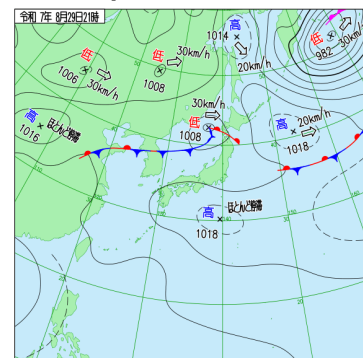 令和 7年 8月29日21時
高
1014
20km/h
低
982 30km/h
低
1006 30km/h
低
30km/h
1008
高
1016
ほとんど停滞
30km/h
低
1008
20km/h
高
1018
高
ほとんど停滞
1018